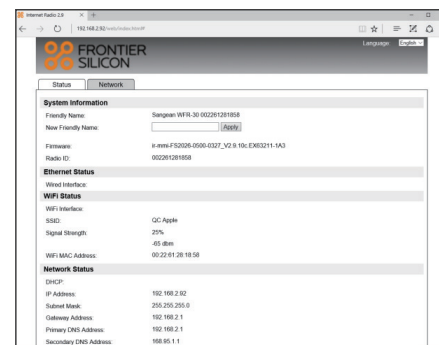 Internet Radio 2.9
192.168.2.92/web/index.html#
Language: English
FRONTIER
SILICON
Status Network
System Information
Friendly Name: Sangean WFR-30 002261281858
New Friendly Name: Apply
Firmware: ir-mmi-FS2026-0500-0327_V2.9.10c.EX63211-1A3
Radio ID: 002261281858
Ethernet Status
Wired Interface:
WiFi Status
WiFi Interface:
SSID: QC Apple
Signal Strength: 25%
-65 dbm
WiFi MAC Address: 00:22:61:28:18:58
Network Status
DHCP:
IP Address: 192.168.2.92
Subnet Mask: 255.255.255.0
Gateway Address: 192.168.2.1
Primary DNS Address: 192.168.2.1
Secondary DNS Address: 168.95.1.1